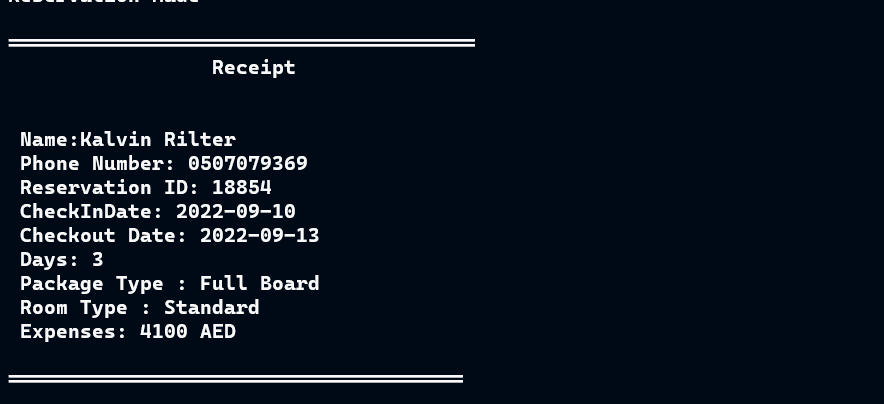 Receipt
Name:Kalvin Rilter
Phone Number: 0507079369
Reservation ID: 18854
CheckInDate: 2022-09-10
Checkout Date: 2022-09-13
Days: 3
Package Type : Full Board
Room Type : Standard
Expenses: 4100 AED